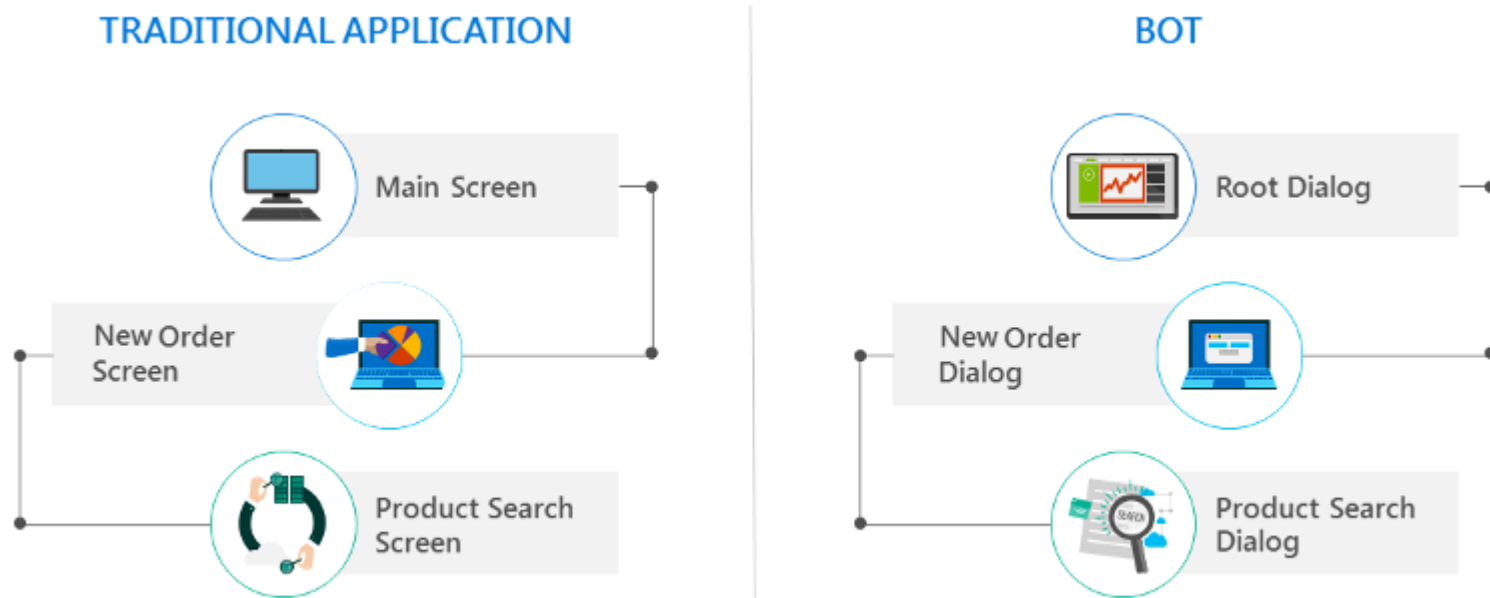 TRADITIONAL APPLICATION
Main Screen
New Order
Screen
Product Search
Screen
BOT
Root Dialog
New Order
Dialog
SEARCH
Product Search
Dialog